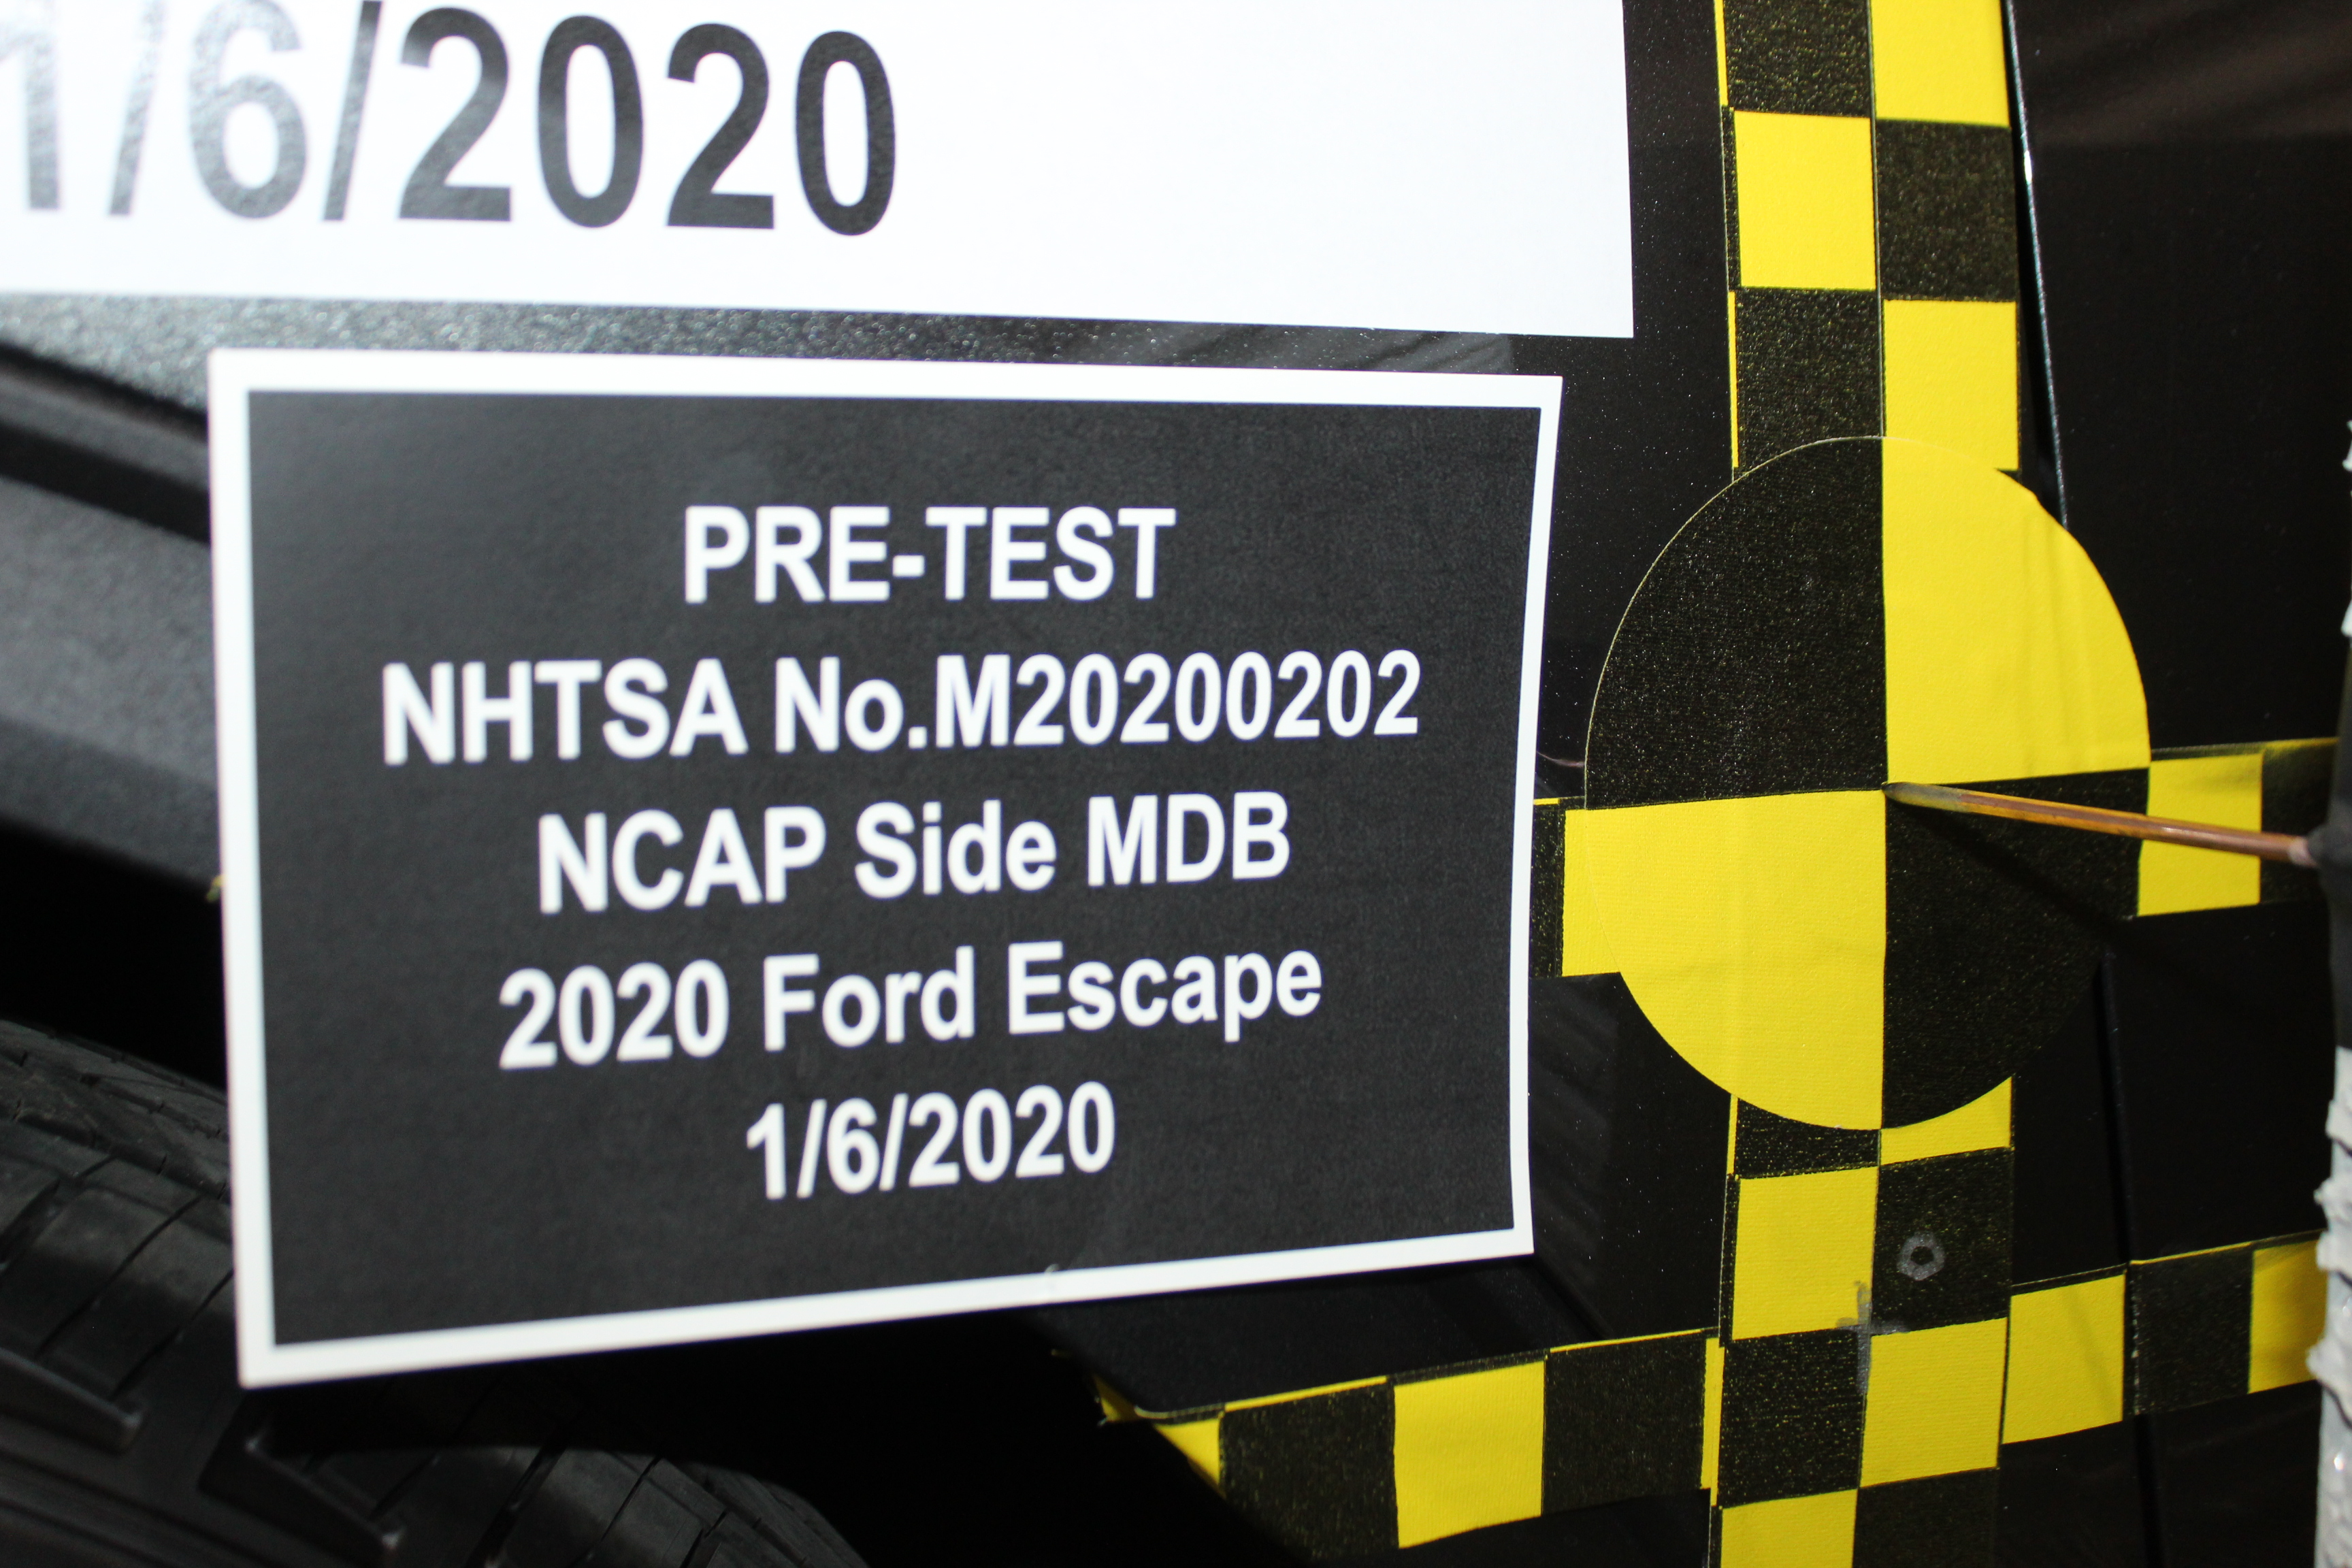 1/6/2020
PRE-TEST
NHTSA No.M20200202
NCAP Side MDB
2020 Ford Escape
1/6/2020